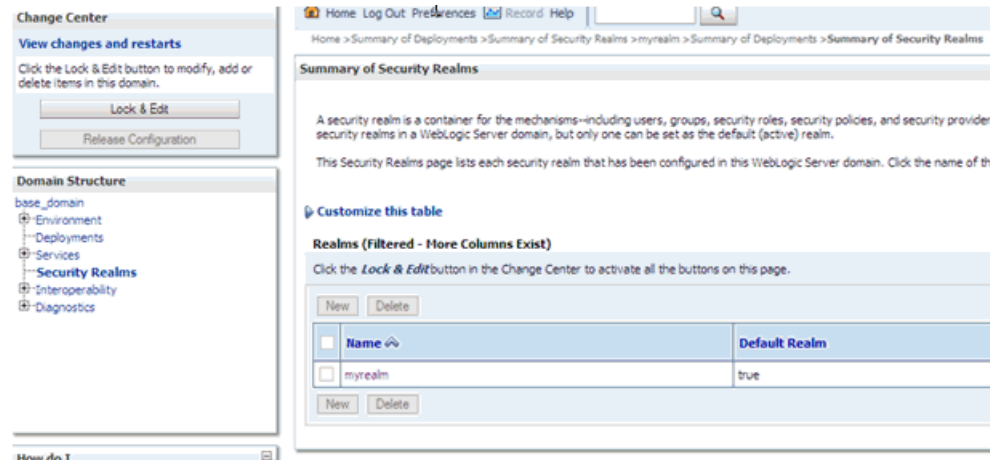 Change Center
View changes and restarts
Click the Lock & Edit button to modify, add or
delete items in this domain.
Lock & Edit
Release Configuration
Domain Structure
base_domain
Environment
Deployments
Services
Security Realms
Interoperability
Diagnostics
How do I
Home Log Out Preferences Record Help
Home >Summary of Deployments >Summary of Security Realms >myrealm >Summary of Deployments >Summary of Security Realms
Summary of Security Realms
A security realm is a container for the mechanisms--including users, groups, security roles, security policies, and security provider
security realms in a WebLogic Server domain, but only one can be set as the default (active) realm.
This Security Realms page lists each security realm that has been configured in this WebLogic Server domain. Click the name of th
Customize this table
Realms (Filtered - More Columns Exist)
Click the Lock & Edit button in the Change Center to activate all the buttons on this page.
New Delete
Name Default Realm
myrealm true
New Delete